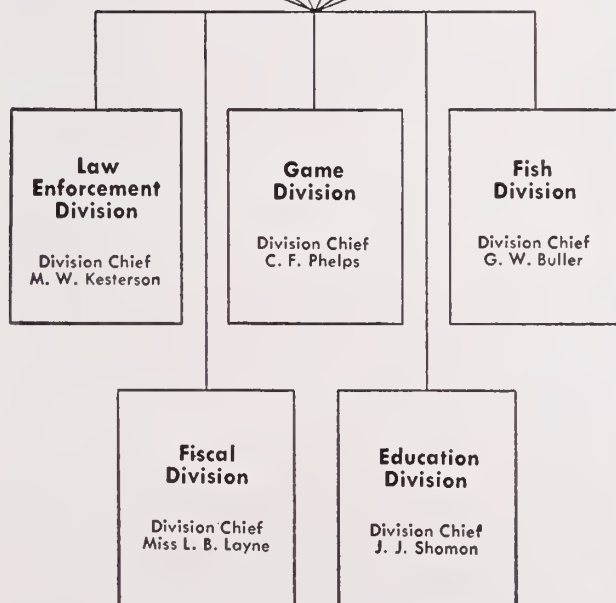 Law
Enforcement
Division
Division Chief
M. W. Kesterson
Game
Division
Division Chief
C. F. Phelps
Fish
Division
Division Chief
G. W. Buller
Fiscal
Division
Division Chief
Miss L. B. Layne
Education
Division
Division Chief
J. J. Shomon